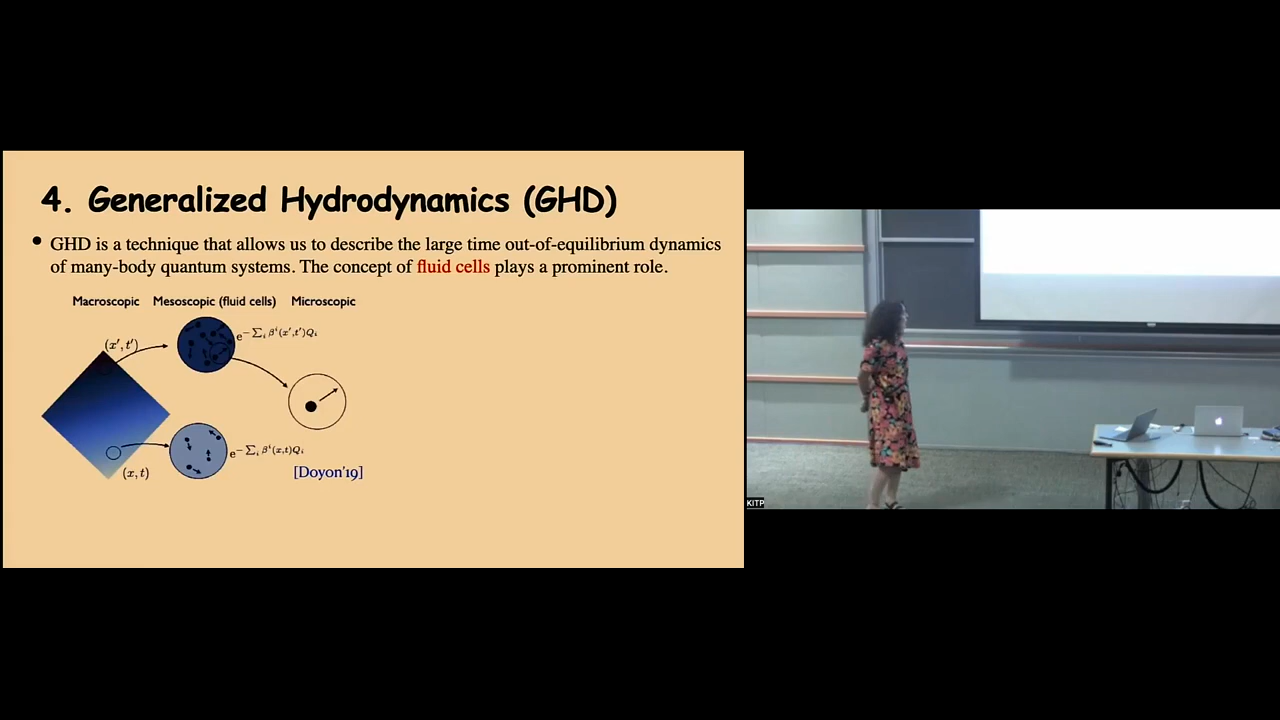 4. Generalized Hydrodynamics (GHD)
• GHD is a technique that allows us to describe the large time out-of-equilibrium dynamics
of many-body quantum systems. The concept of fluid cells plays a prominent role.
Macroscopic Mesoscopic (fluid cells) Microscopic
(x′, t′)
e^{−∑_i β^i(x′,t′)Q_i}
e^{−∑_i β^i(x,t)Q_i}
(x, t)
[Doyon'19]
KITP